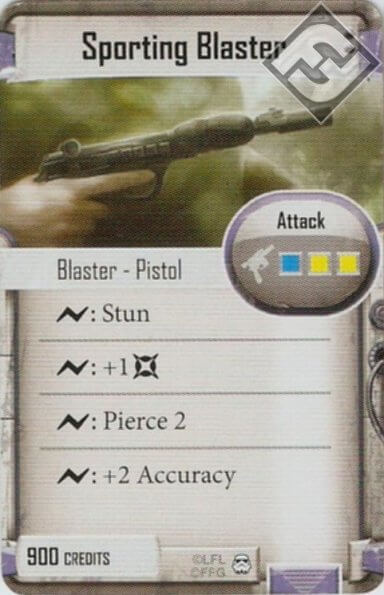 Sporting Blaster
Attack
Blaster - Pistol
: Stun
: +1
: Pierce 2
: +2 Accuracy
900 CREDITS
©LFL
©FFG